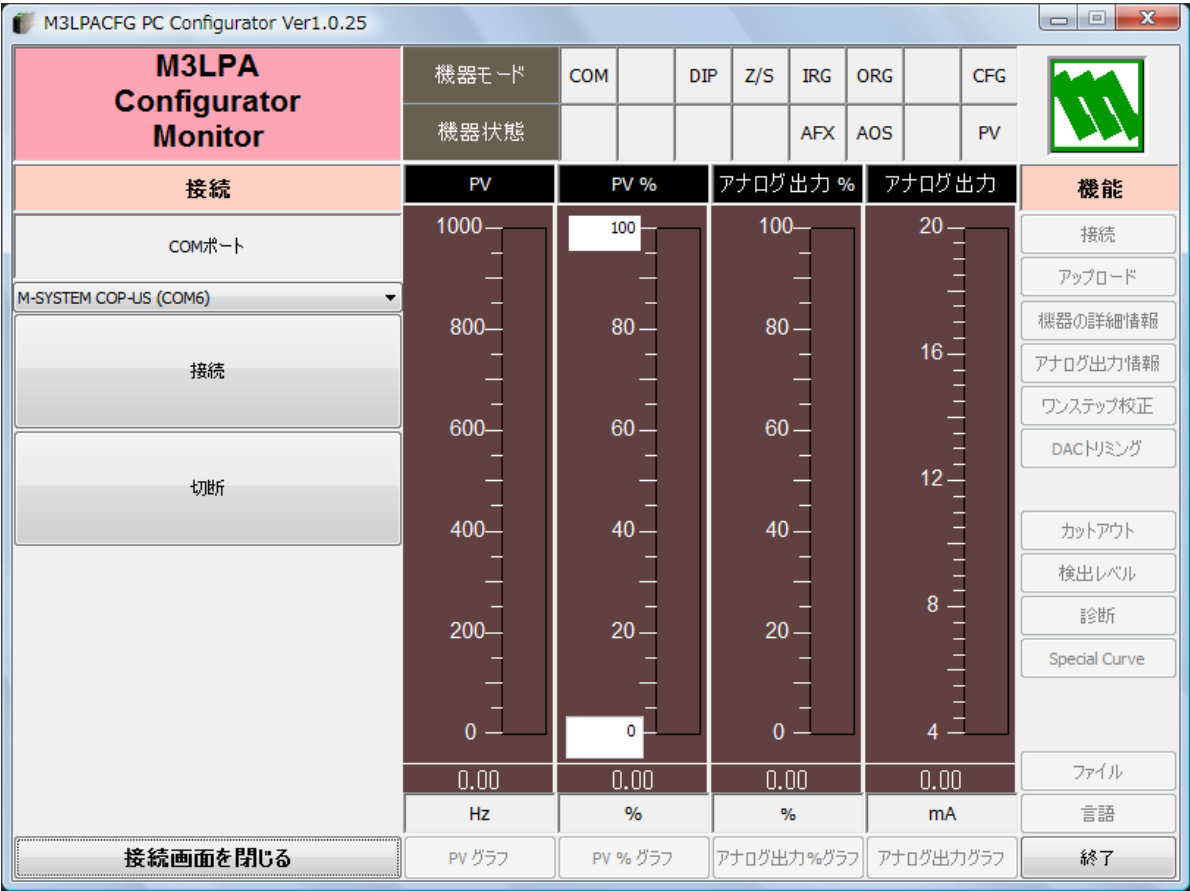 M3LPACFG PC Configurator Ver1.0.25
M3LPA
Configurator
Monitor
機器モード
COM
DIP
Z/S
IRG
ORG
CFG
機器状態
AFX
AOS
PV
接続
PV
PV %
アナログ出力 %
アナログ出力
機能
COMポート
M-SYSTEM COP-US (COM6)
接続
切断
1000
800
600
400
200
0
100
80
60
40
20
0
100
80
60
40
20
0
20
16
12
8
4
0.00
0.00
0.00
0.00
Hz
%
%
mA
接続
アップロード
機器の詳細情報
アナログ出力情報
ワンステップ校正
DACトリミング
カットアウト
検出レベル
診断
Special Curve
ファイル
言語
接続画面を閉じる
PV グラフ
PV % グラフ
アナログ出力%グラフ
アナログ出力グラフ
終了